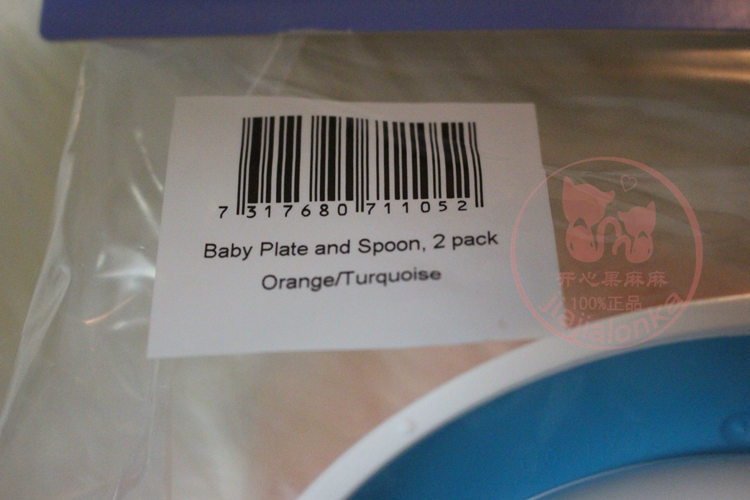 7 317680 711052
Baby Plate and Spoon, 2 pack
Orange/Turquoise
开心果麻麻
100%正品
jiajialonka